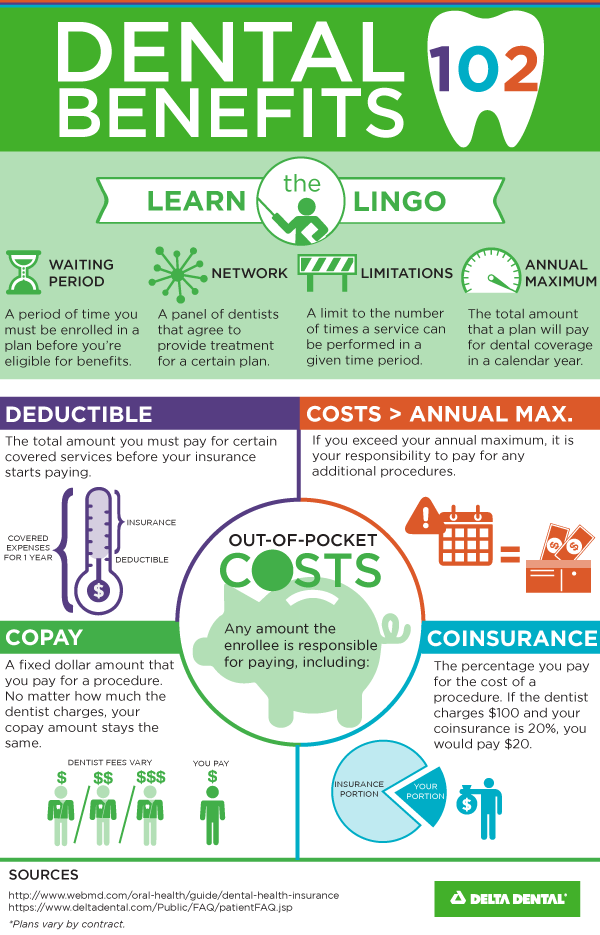 DENTAL
BENEFITS
102
LEARN the LINGO
WAITING
PERIOD
A period of time you
must be enrolled in a
plan before you're
eligible for benefits.
NETWORK
A panel of dentists
that agree to
provide treatment
for a certain plan.
LIMITATIONS
A limit to the number
of times a service can
be performed in a
given time period.
ANNUAL
MAXIMUM
The total amount
that a plan will pay
for dental coverage
in a calendar year.
DEDUCTIBLE
The total amount you must pay for certain
covered services before your insurance
starts paying.
COVERED
EXPENSES
FOR 1 YEAR
INSURANCE
DEDUCTIBLE
$
COSTS > ANNUAL MAX.
If you exceed your annual maximum, it is
your responsibility to pay for any
additional procedures.
!
=
$ $
OUT-OF-POCKET
COSTS
Any amount the
enrollee is responsible
for paying, including:
COPAY
A fixed dollar amount that
you pay for a procedure.
No matter how much the
dentist charges, your
copay amount stays the
same.
DENTIST FEES VARY
$ $$ $$$
YOU PAY
$
COINSURANCE
The percentage you pay
for the cost of a
procedure. If the dentist
charges $100 and your
coinsurance is 20%, you
would pay $20.
INSURANCE
PORTION
YOUR
PORTION
$
SOURCES
http://www.webmd.com/oral-health/guide/dental-health-insurance
https://www.deltadental.com/Public/FAQ/patientFAQ.jsp
*Plans vary by contract.
DELTA DENTAL®